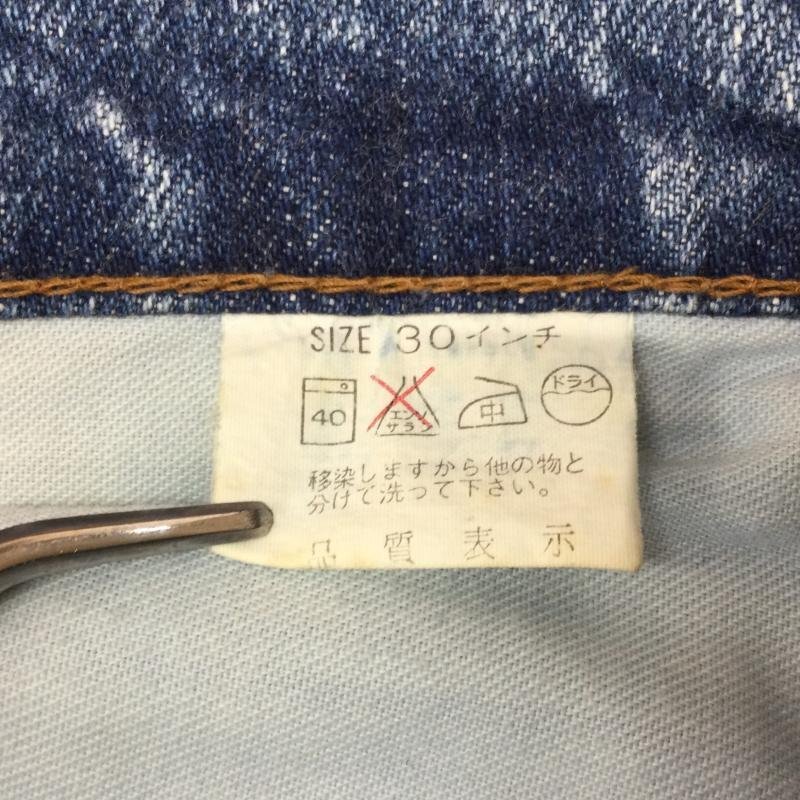 SIZE 30インチ
40 エンソ サラシ 中 ドライ
移染しますから他の物と
分けて洗って下さい。
品質表示